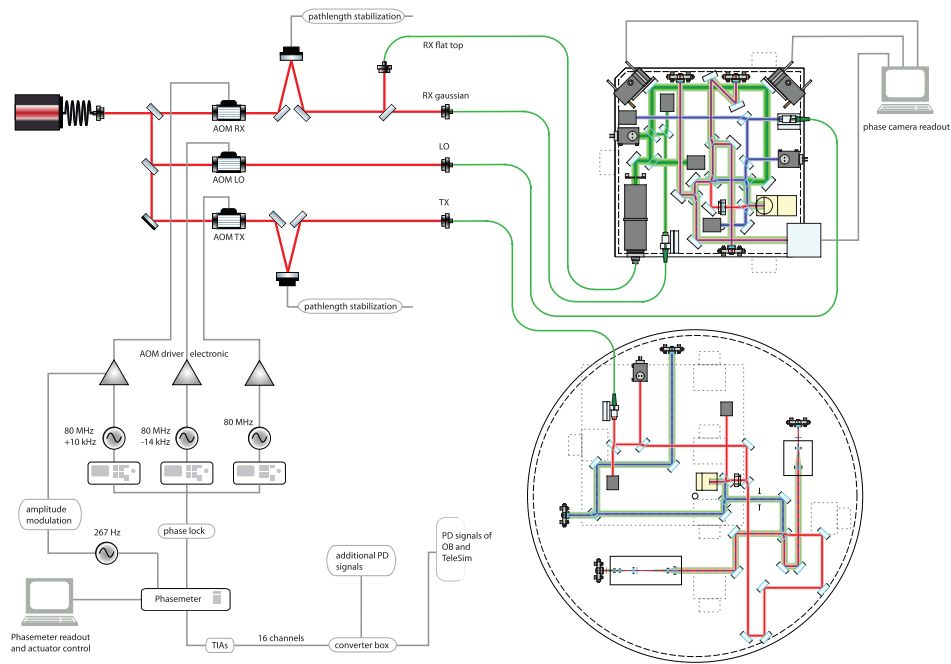 pathlength stabilization
RX flat top
RX gaussian
AOM RX
phase camera readout
LO
AOM LO
TX
AOM TX
pathlength stabilization
AOM driver electronic
80 MHz
+10 kHz
80 MHz
-14 kHz
80 MHz
amplitude
modulation
phase lock
267 Hz
additional PD
signals
PD signals of
OB and
TeleSim
Phasemeter
Phasemeter readout
and actuator control
TIAs
16 channels
converter box